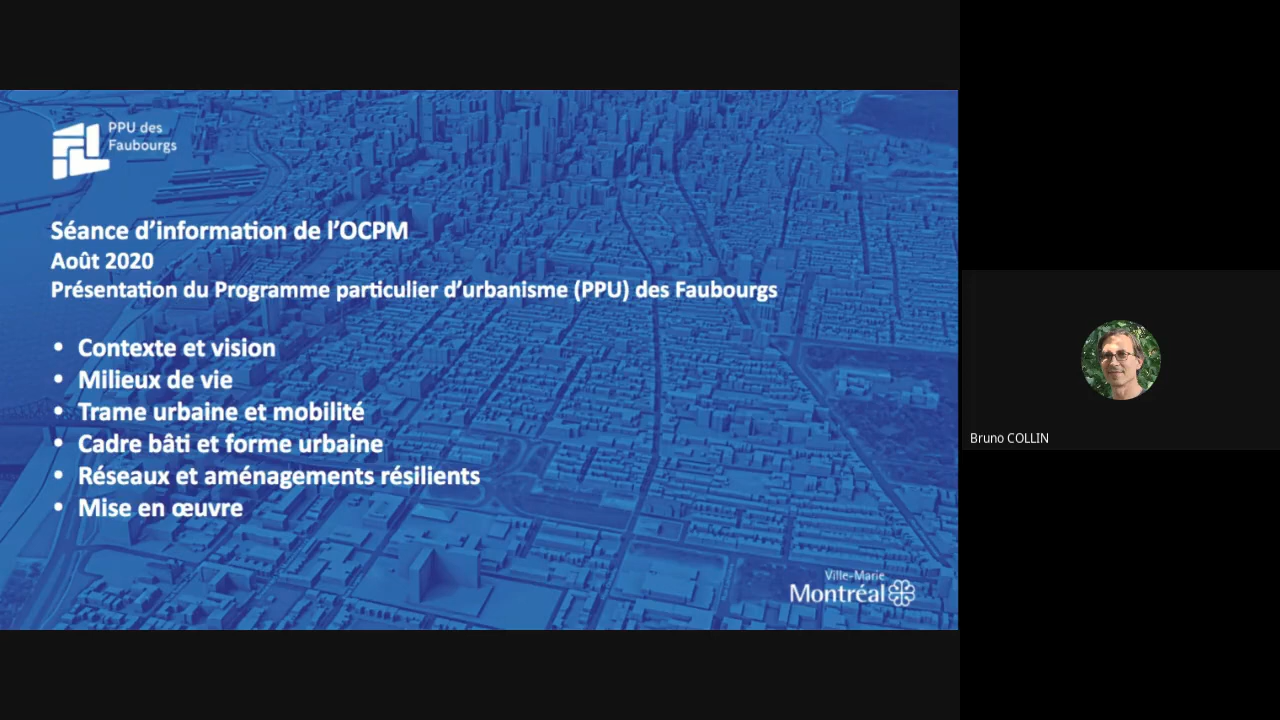 PPU des
Faubourgs
Séance d’information de l’OCPM
Août 2020
Présentation du Programme particulier d’urbanisme (PPU) des Faubourgs
• Contexte et vision
• Milieux de vie
• Trame urbaine et mobilité
• Cadre bâti et forme urbaine
• Réseaux et aménagements résilients
• Mise en œuvre
Ville-Marie
Montréal
Bruno COLLIN